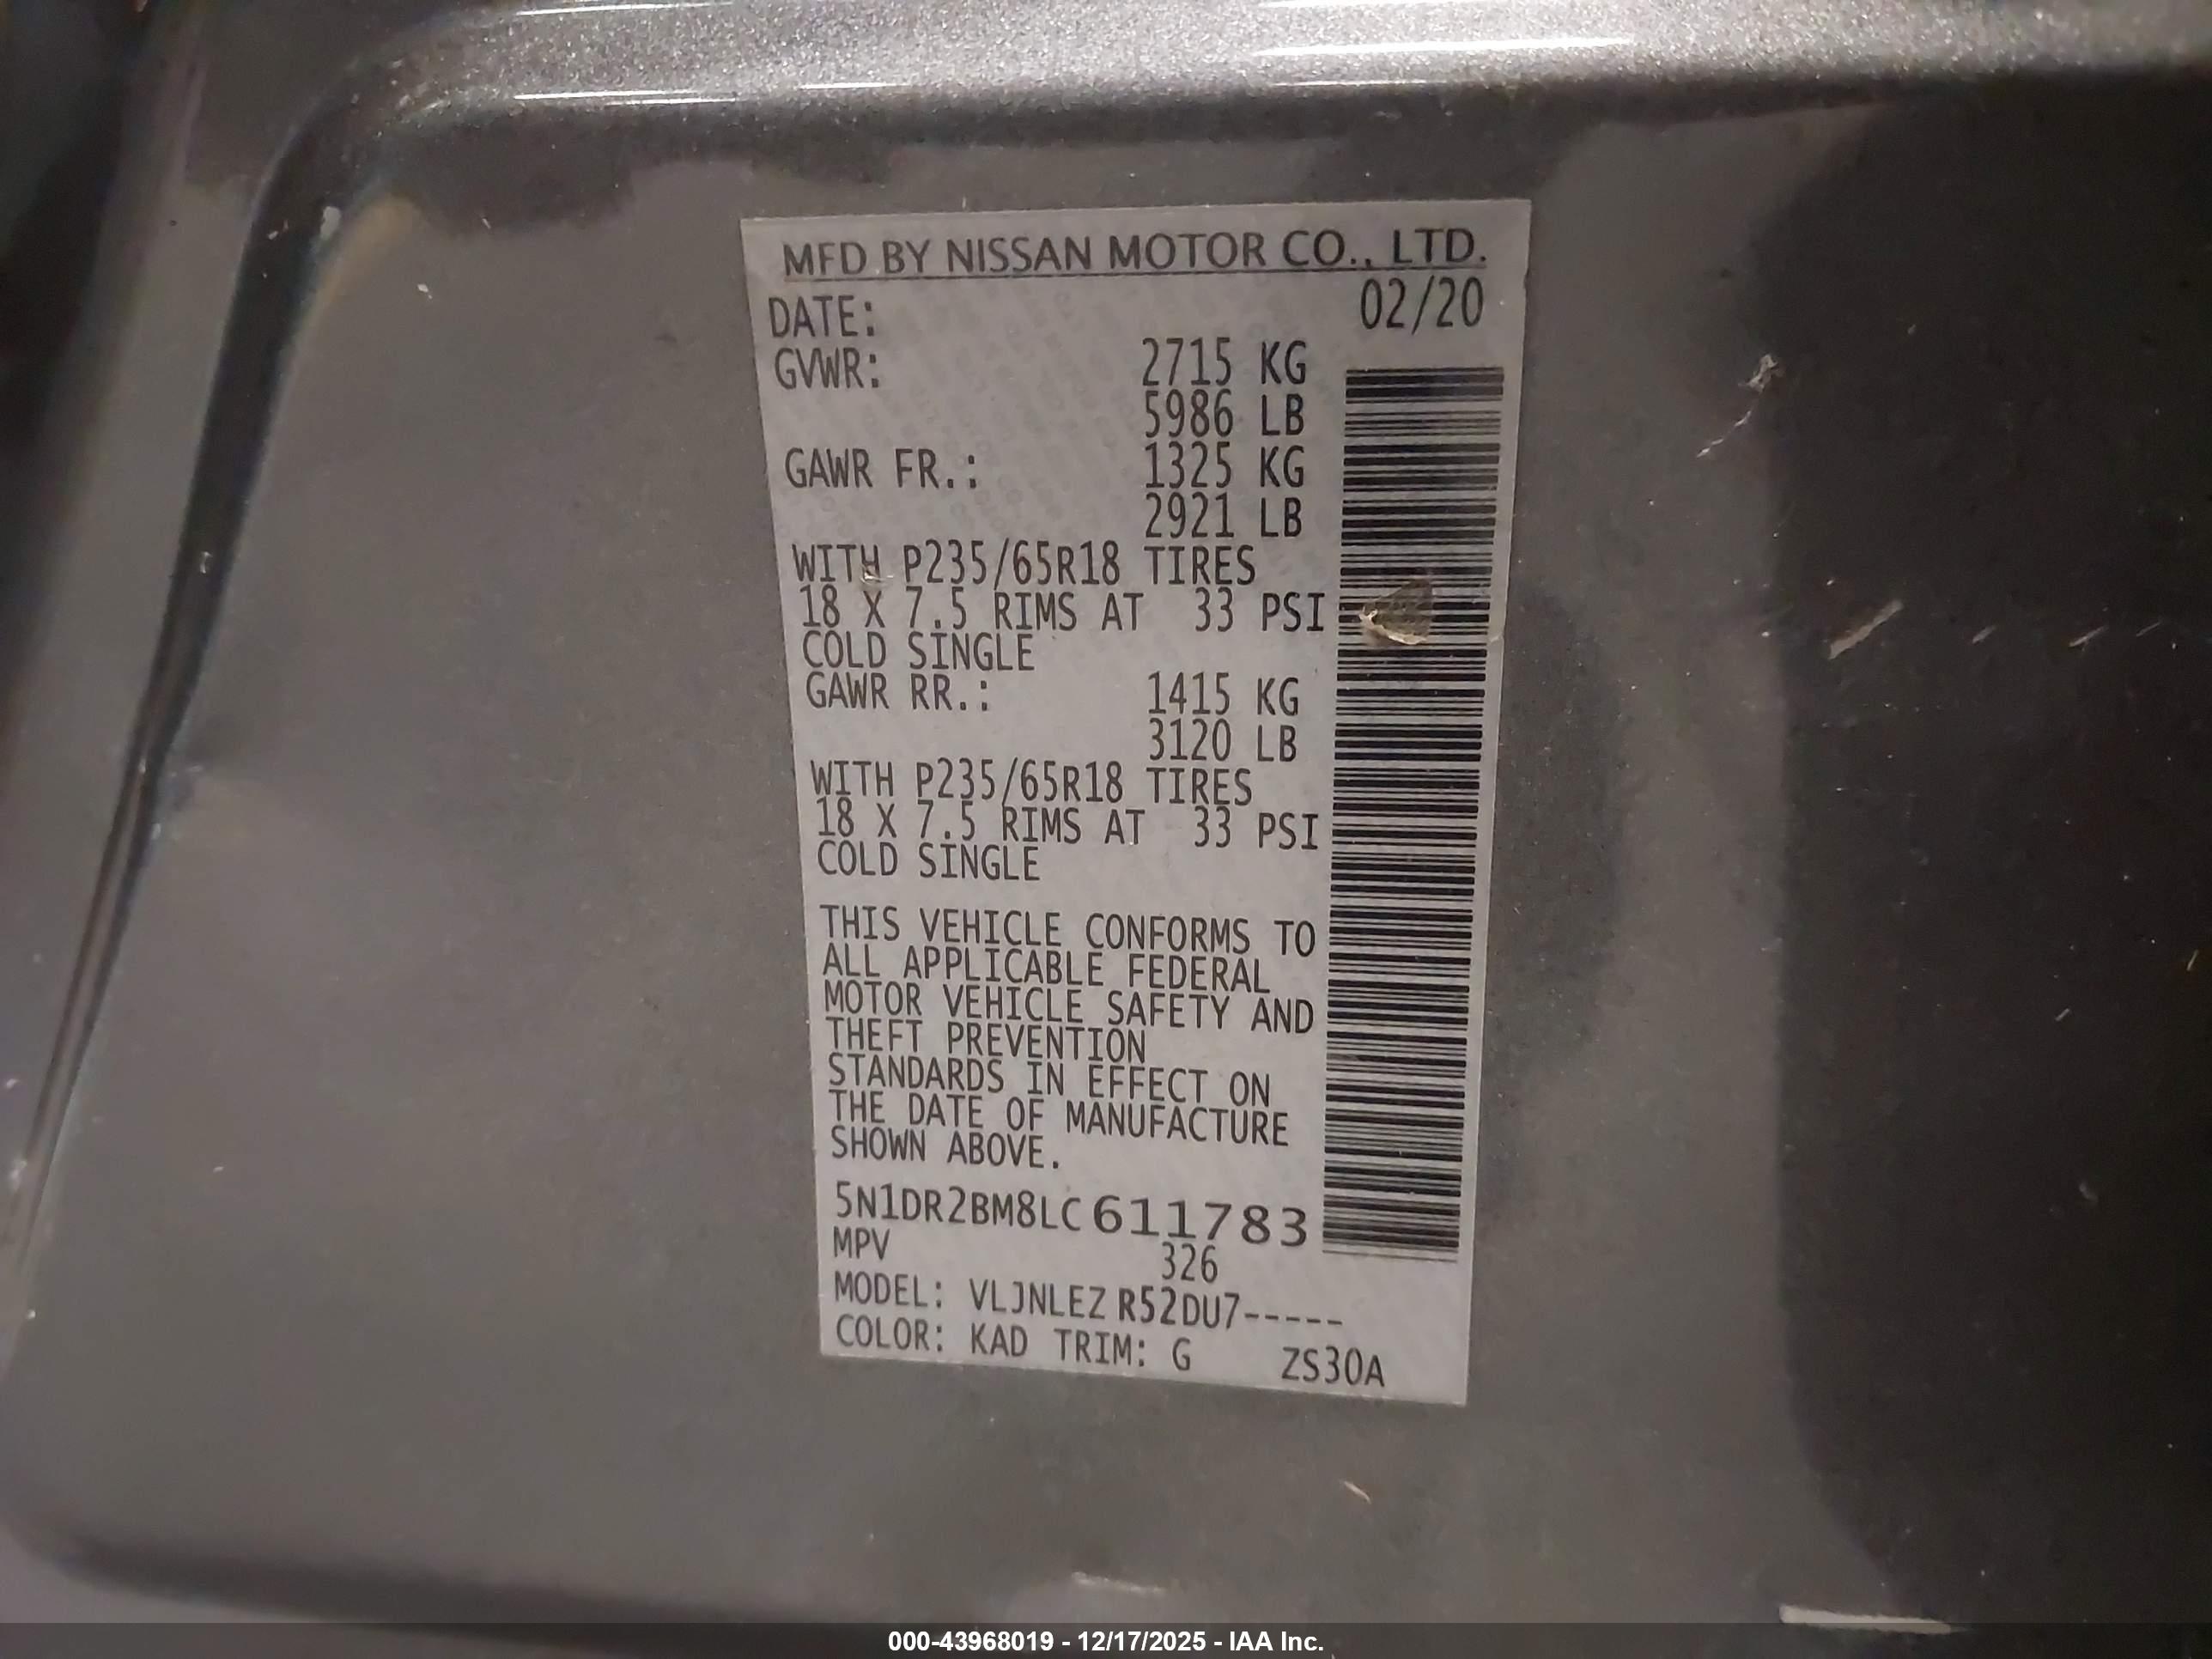 MFD BY NISSAN MOTOR CO., LTD.
DATE: 02/20
GVWR: 2715 KG
5986 LB
GAWR FR.: 1325 KG
2921 LB
WITH P235/65R18 TIRES
18 X 7.5 RIMS AT 33 PSI
COLD SINGLE
GAWR RR.: 1415 KG
3120 LB
WITH P235/65R18 TIRES
18 X 7.5 RIMS AT 33 PSI
COLD SINGLE
THIS VEHICLE CONFORMS TO
ALL APPLICABLE FEDERAL
MOTOR VEHICLE SAFETY AND
THEFT PREVENTION
STANDARDS IN EFFECT ON
THE DATE OF MANUFACTURE
SHOWN ABOVE.
5N1DR2BM8LC611783
MPV 326
MODEL: VLJNLEZ R52DU7-----
COLOR: KAD TRIM: G ZS30A
000-43968019 - 12/17/2025 - IAA Inc.